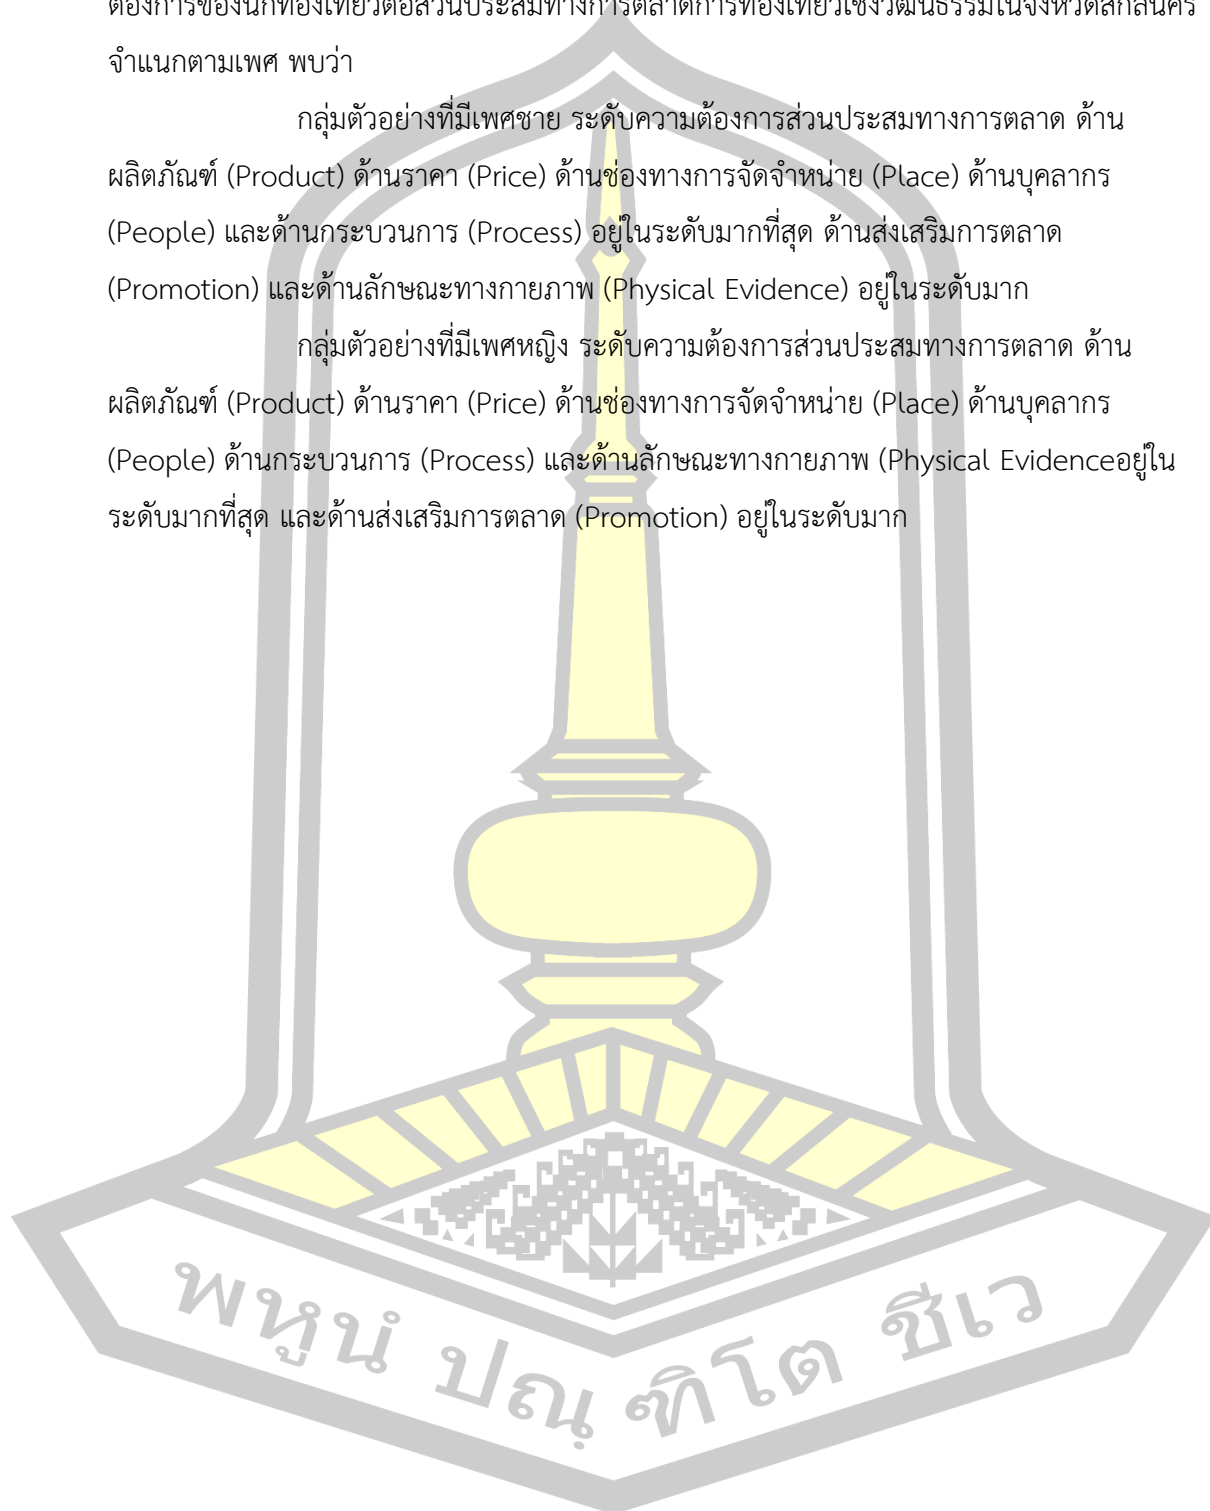 ต้องการของนักท่องเที่ยวต่อส่วนประสมทางการตลาดการท่องเที่ยวเชิงวัฒนธรรมในจังหวัดสกลนคร
จำแนกตามเพศ พบว่า
กลุ่มตัวอย่างที่มีเพศชาย ระดับความต้องการส่วนประสมทางการตลาด ด้าน
ผลิตภัณฑ์ (Product) ด้านราคา (Price) ด้านช่องทางการจัดจำหน่าย (Place) ด้านบุคลากร
(People) และด้านกระบวนการ (Process) อยู่ในระดับมากที่สุด ด้านส่งเสริมการตลาด
(Promotion) และด้านลักษณะทางกายภาพ (Physical Evidence) อยู่ในระดับมาก
กลุ่มตัวอย่างที่มีเพศหญิง ระดับความต้องการส่วนประสมทางการตลาด ด้าน
ผลิตภัณฑ์ (Product) ด้านราคา (Price) ด้านช่องทางการจัดจำหน่าย (Place) ด้านบุคลากร
(People) ด้านกระบวนการ (Process) และด้านลักษณะทางกายภาพ (Physical Evidenceอยู่ใน
ระดับมากที่สุด และด้านส่งเสริมการตลาด (Promotion) อยู่ในระดับมาก
พหูนํ ปณฺ ฑิโต ชีเว